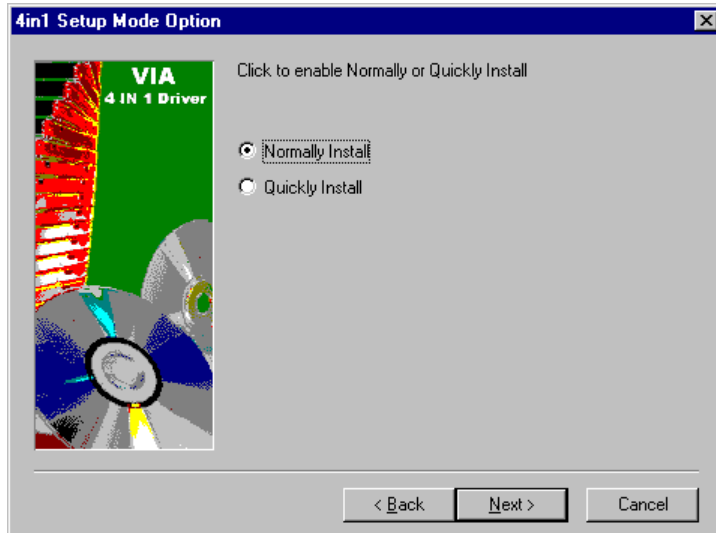 4in1 Setup Mode Option
VIA
4 IN 1 Driver
Click to enable Normally or Quickly Install
Normally Install
Quickly Install
< Back
Next >
Cancel